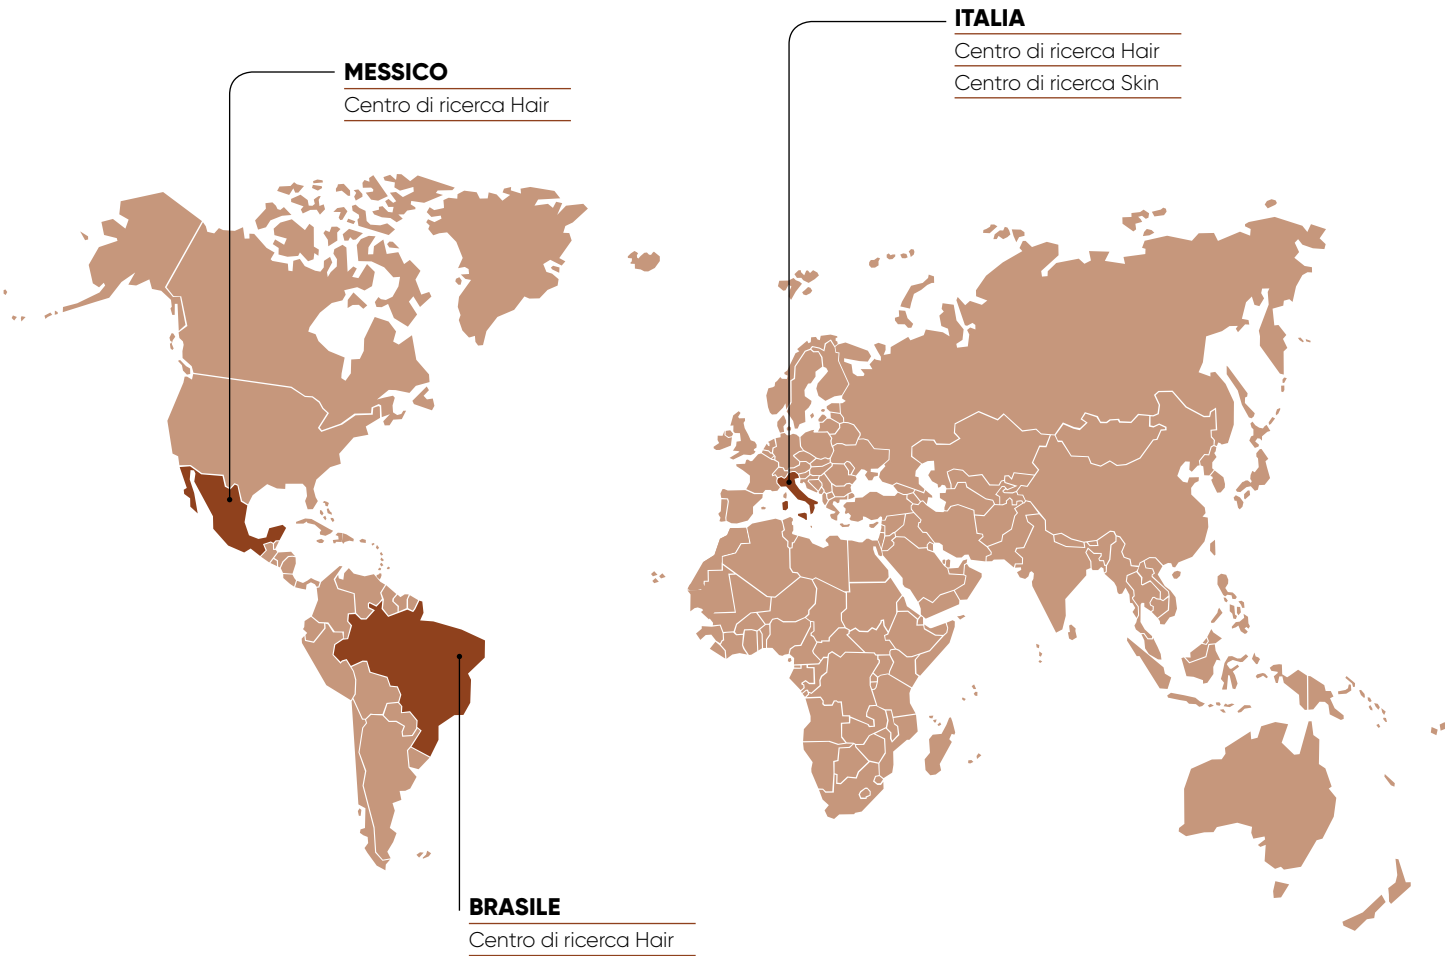 ITALIA
Centro di ricerca Hair
Centro di ricerca Skin
MESSICO
Centro di ricerca Hair
BRASILE
Centro di ricerca Hair